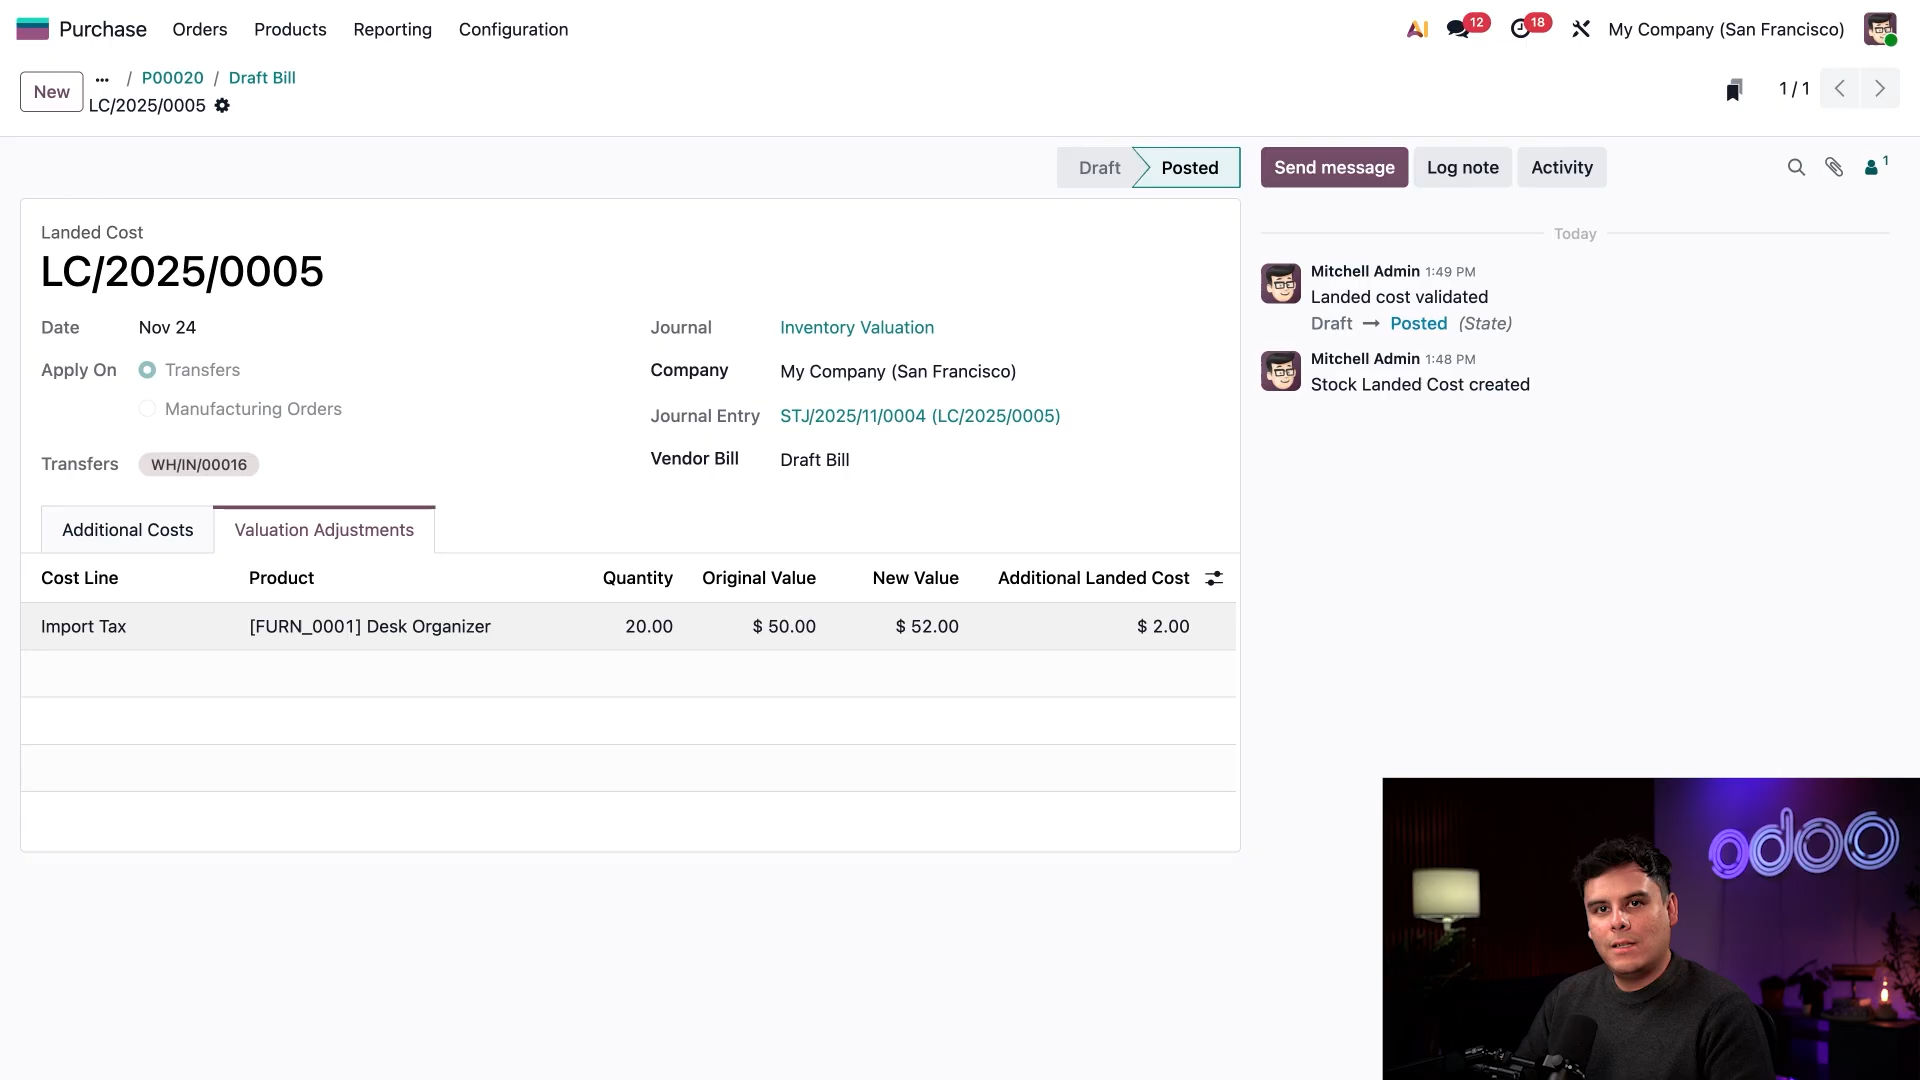 Purchase Orders Products Reporting Configuration
12 18 My Company (San Francisco)
New ... / P00020 / Draft Bill
LC/2025/0005
1 / 1
Draft Posted
Send message Log note Activity 1
Landed Cost
LC/2025/0005
Date Nov 24
Apply On Transfers
Manufacturing Orders
Transfers WH/IN/00016
Journal Inventory Valuation
Company My Company (San Francisco)
Journal Entry STJ/2025/11/0004 (LC/2025/0005)
Vendor Bill Draft Bill
Additional Costs Valuation Adjustments
Cost Line Product Quantity Original Value New Value Additional Landed Cost
Import Tax [FURN_0001] Desk Organizer 20.00 $ 50.00 $ 52.00 $ 2.00
Today
Mitchell Admin 1:49 PM
Landed cost validated
Draft → Posted (State)
Mitchell Admin 1:48 PM
Stock Landed Cost created
odoo